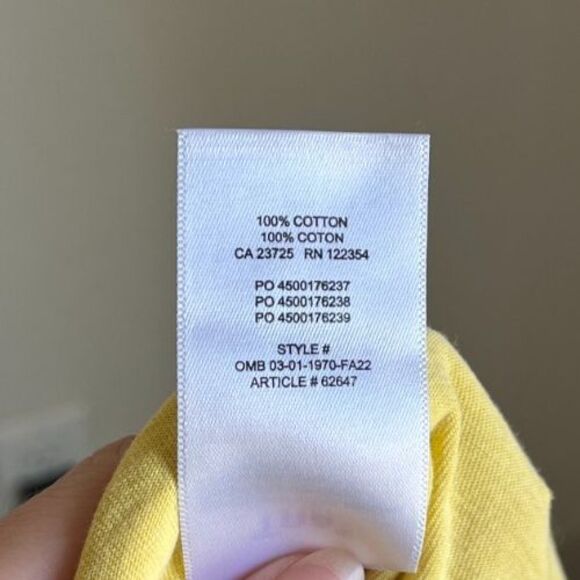 100% COTTON
100% COTON
CA 23725 RN 122354
PO 4500176237
PO 4500176238
PO 4500176239
STYLE #
OMB 03-01-1970-FA22
ARTICLE # 62647